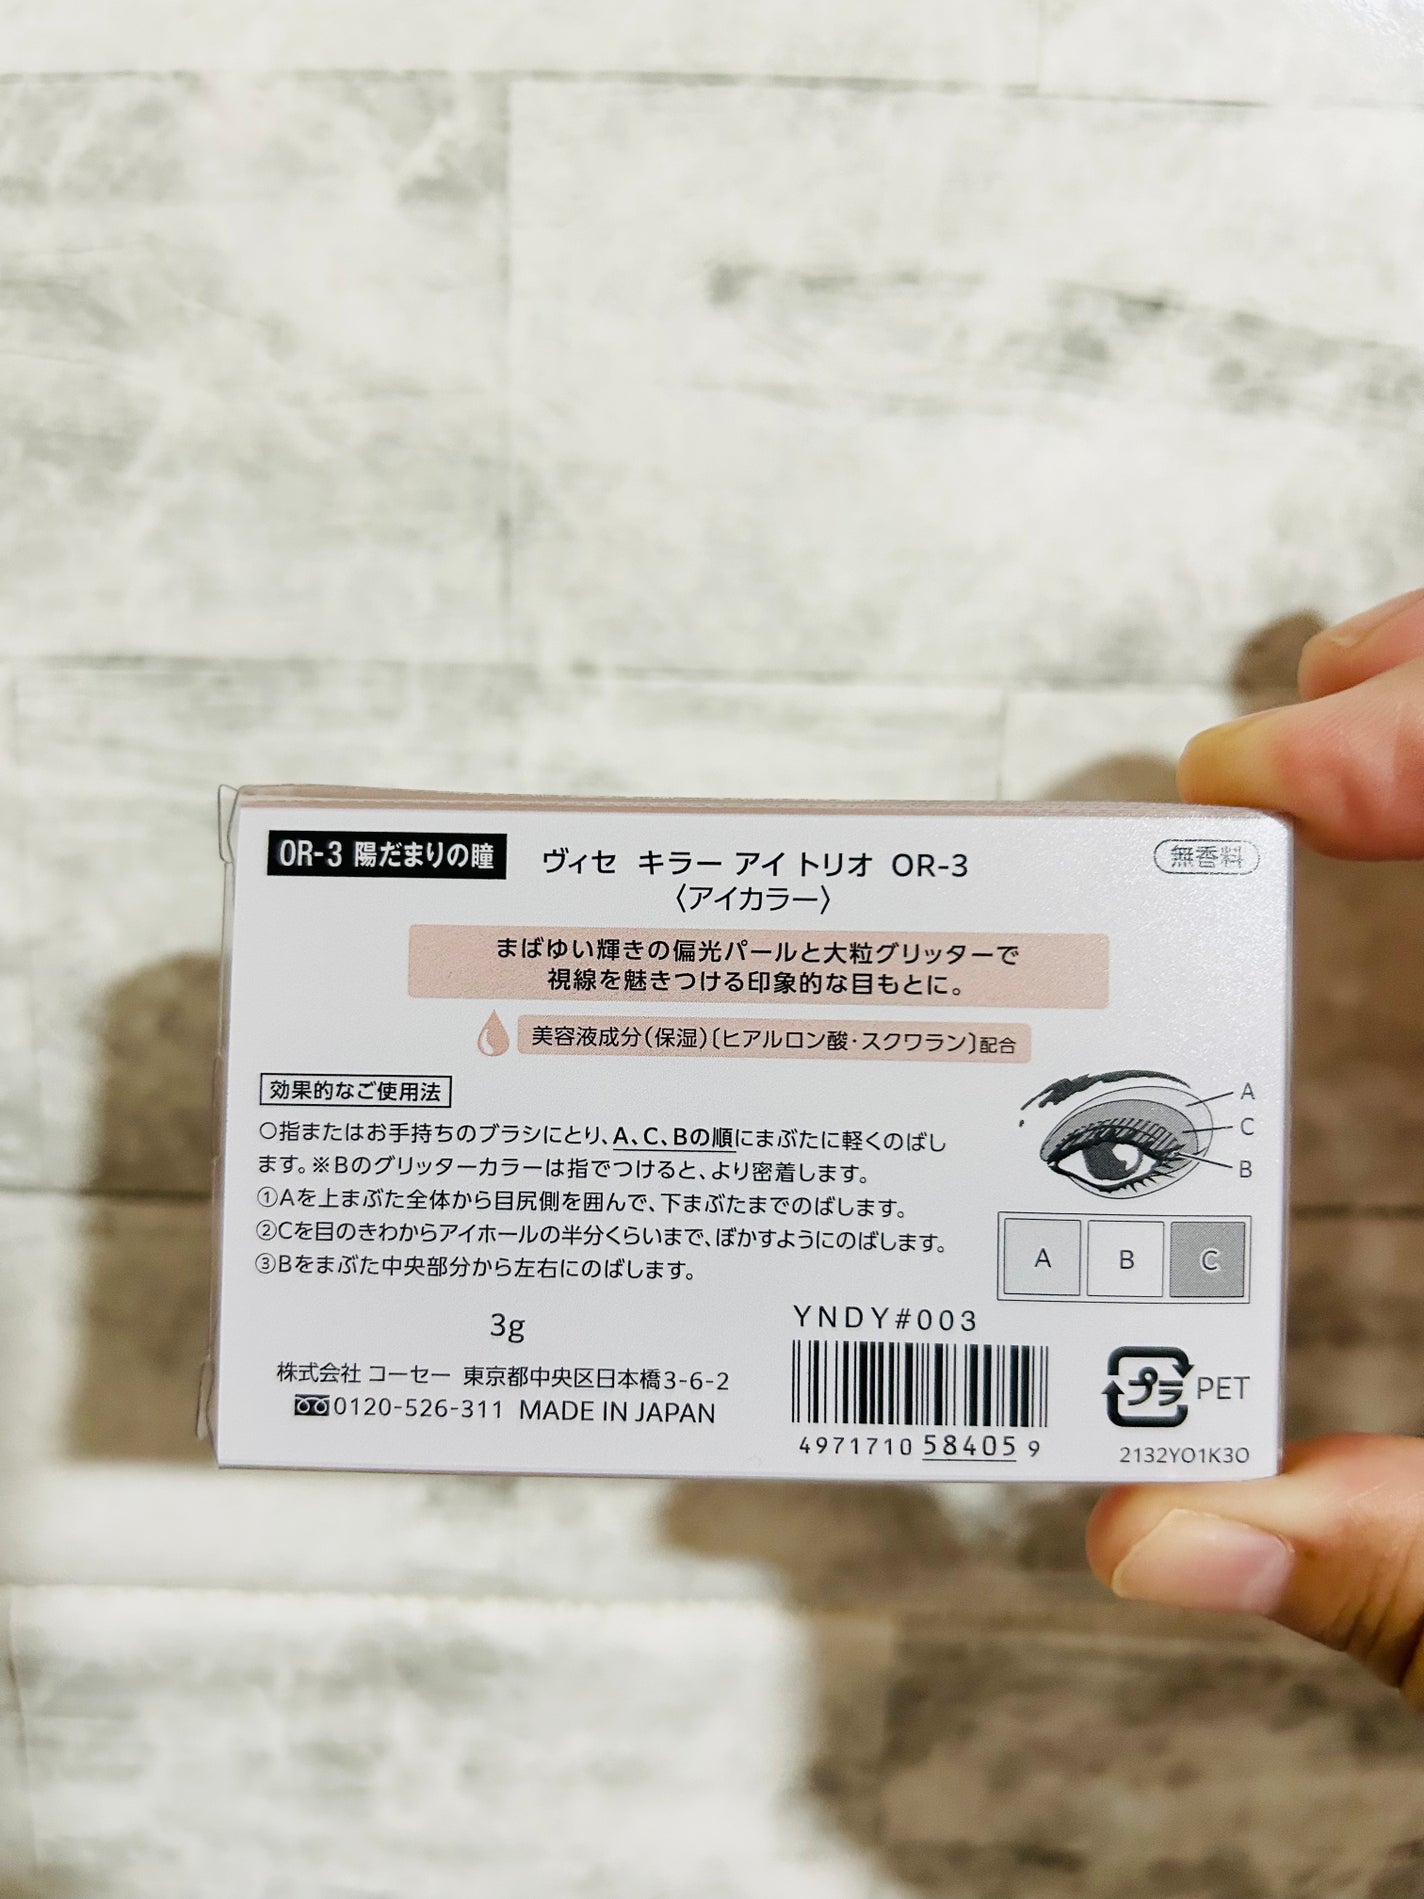 OR-3 陽だまりの瞳
ヴィセ キラー アイ トリオ OR-3
〈アイカラー〉
無香料
まばゆい輝きの偏光パールと大粒グリッターで
視線を魅きつける印象的な目もとに。
美容液成分(保湿)〔ヒアルロン酸・スクワラン〕配合
効果的なご使用法
○指またはお手持ちのブラシにとり、A、C、Bの順にまぶたに軽くのばし
ます。※Bのグリッターカラーは指でつけると、より密着します。
①Aを上まぶた全体から目尻側を囲んで、下まぶたまでのばします。
②Cを目のきわからアイホールの半分くらいまで、ぼかすようにのばします。
③Bをまぶた中央部分から左右にのばします。
A
C
B
A B C
3g
株式会社 コーセー 東京都中央区日本橋3-6-2
0120-526-311 MADE IN JAPAN
YNDY#003
4971710 584059
プラ PET
2132YO1K3O